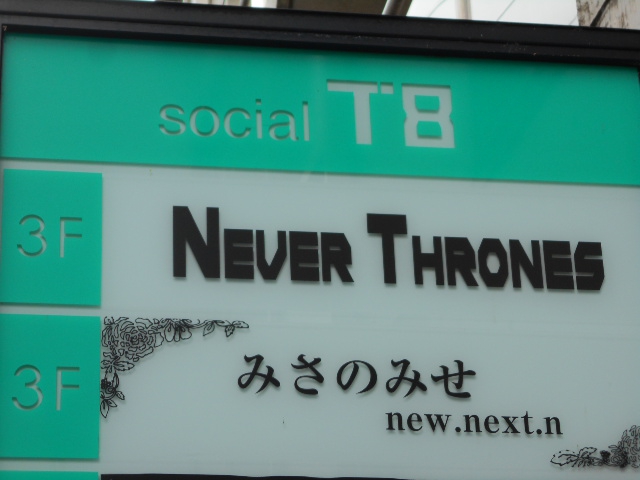 social T8
3F
NEVER THRONES
3F
みさのみせ
new.next.n